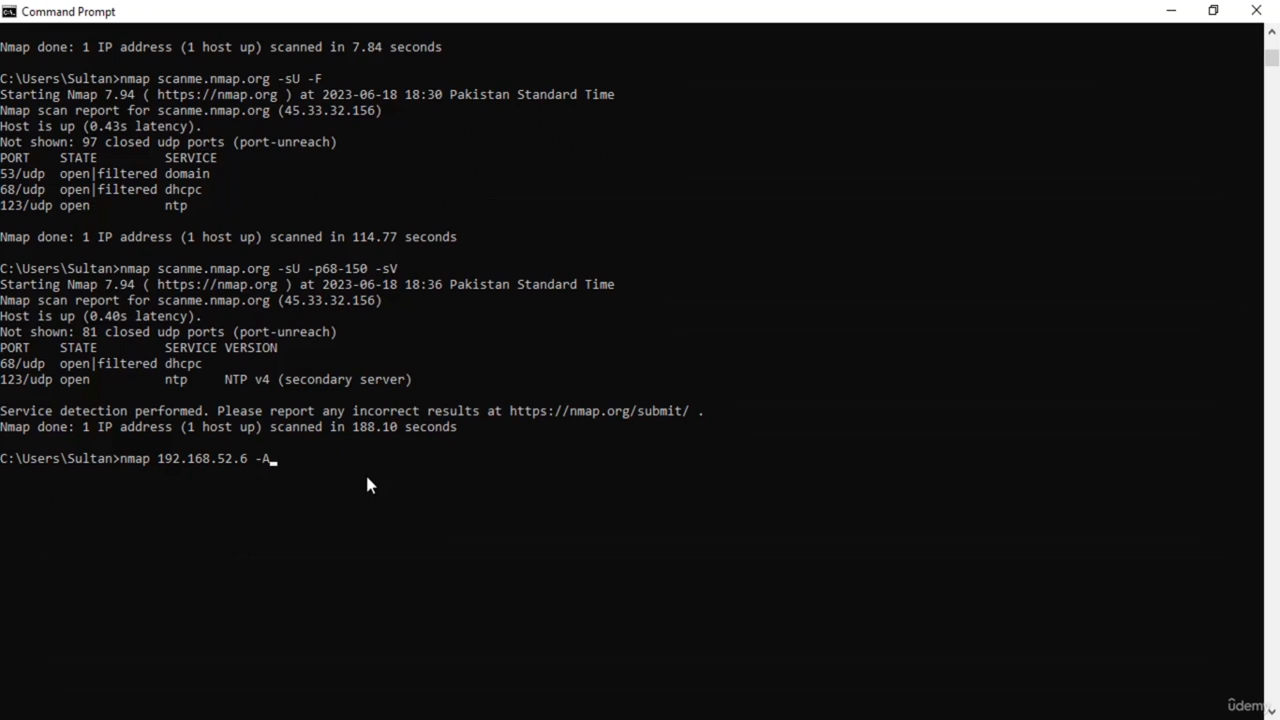 Command Prompt
Nmap done: 1 IP address (1 host up) scanned in 7.84 seconds
C:\Users\Sultan>nmap scanme.nmap.org -sU -F
Starting Nmap 7.94 ( https://nmap.org ) at 2023-06-18 18:30 Pakistan Standard Time
Nmap scan report for scanme.nmap.org (45.33.32.156)
Host is up (0.43s latency).
Not shown: 97 closed udp ports (port-unreach)
PORT    STATE         SERVICE
53/udp  open|filtered domain
68/udp  open|filtered dhcpc
123/udp open          ntp
Nmap done: 1 IP address (1 host up) scanned in 114.77 seconds
C:\Users\Sultan>nmap scanme.nmap.org -sU -p68-150 -sV
Starting Nmap 7.94 ( https://nmap.org ) at 2023-06-18 18:36 Pakistan Standard Time
Nmap scan report for scanme.nmap.org (45.33.32.156)
Host is up (0.40s latency).
Not shown: 81 closed udp ports (port-unreach)
PORT    STATE         SERVICE VERSION
68/udp  open|filtered dhcpc
123/udp open          ntp     NTP v4 (secondary server)
Service detection performed. Please report any incorrect results at https://nmap.org/submit/ .
Nmap done: 1 IP address (1 host up) scanned in 188.10 seconds
C:\Users\Sultan>nmap 192.168.52.6 -A
ûdemy